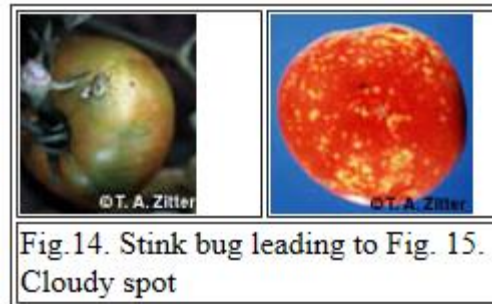 ©T. A. Zitter
©T. A. Zitter
Fig.14. Stink bug leading to Fig. 15.
Cloudy spot